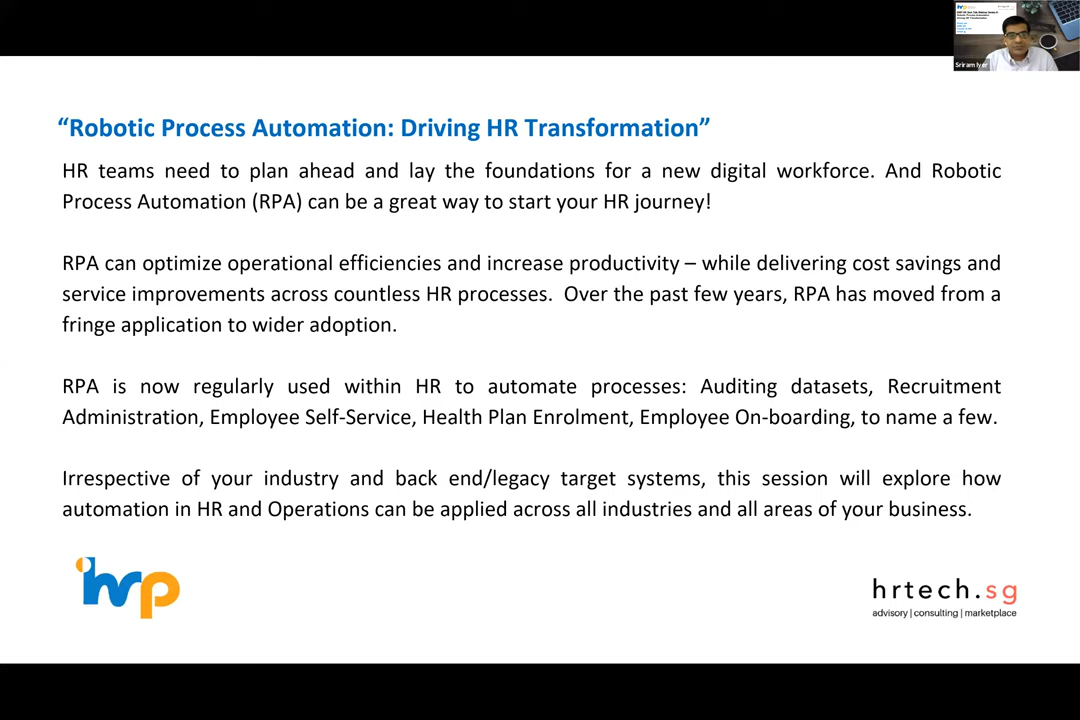 Sriram Iyer
“Robotic Process Automation: Driving HR Transformation”
HR teams need to plan ahead and lay the foundations for a new digital workforce. And Robotic
Process Automation (RPA) can be a great way to start your HR journey!
RPA can optimize operational efficiencies and increase productivity – while delivering cost savings and
service improvements across countless HR processes.  Over the past few years, RPA has moved from a
fringe application to wider adoption.
RPA is now regularly used within HR to automate processes: Auditing datasets, Recruitment
Administration, Employee Self-Service, Health Plan Enrolment, Employee On-boarding, to name a few.
Irrespective of your industry and back end/legacy target systems, this session will explore how
automation in HR and Operations can be applied across all industries and all areas of your business.
ihrp
hrtech.sg
advisory | consulting | marketplace